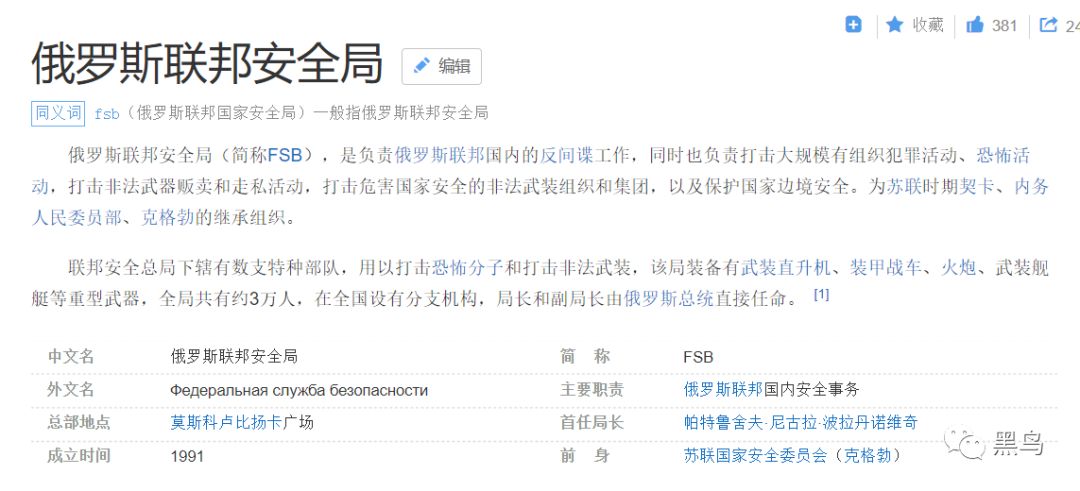 收藏 381 24
俄罗斯联邦安全局 编辑
同义词 fsb（俄罗斯联邦国家安全局）一般指俄罗斯联邦安全局
俄罗斯联邦安全局（简称FSB），是负责俄罗斯联邦国内的反间谍工作，同时也负责打击大规模有组织犯罪活动、恐怖活
动，打击非法武器贩卖和走私活动，打击危害国家安全的非法武装组织和集团，以及保护国家边境安全。为苏联时期契卡、内务
人民委员部、克格勃的继承组织。
联邦安全总局下辖有数支特种部队，用以打击恐怖分子和打击非法武装，该局装备有武装直升机、装甲战车、火炮、武装舰
艇等重型武器，全局共有约3万人，在全国设有分支机构，局长和副局长由俄罗斯总统直接任命。 [1]
中文名 俄罗斯联邦安全局 简 称 FSB
外文名 Федеральная служба безопасности 主要职责 俄罗斯联邦国内安全事务
总部地点 莫斯科卢比扬卡广场 首任局长 帕特鲁舍夫·尼古拉·波拉丹诺维奇
成立时间 1991 前 身 苏联国家安全委员会（克格勃）
黑鸟